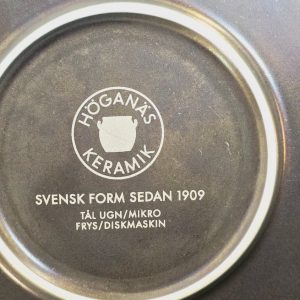 HÖGANÄS
KERAMIK
SVENSK FORM SEDAN 1909
TÅL UGN/MIKRO
FRYS/DISKMASKIN